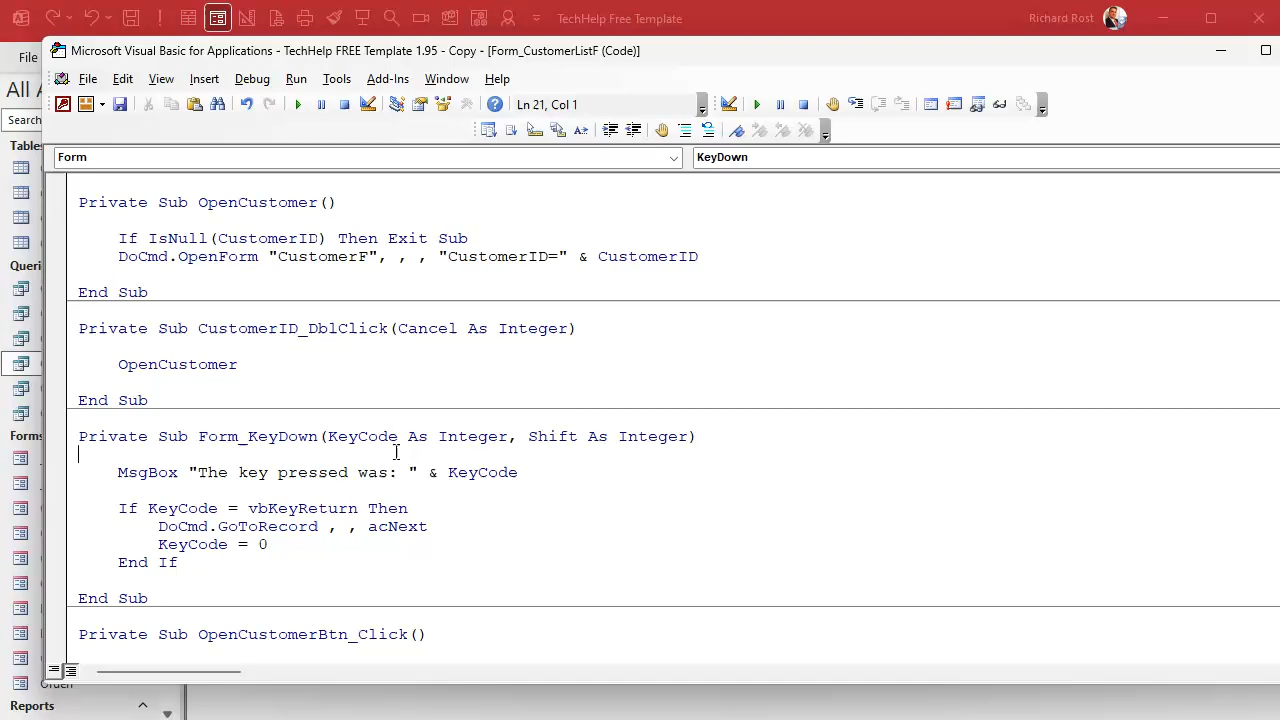 TechHelp Free Template
Richard Rost
File
Microsoft Visual Basic for Applications - TechHelp FREE Template 1.95 - Copy - [Form_CustomerListF (Code)]
All
File Edit View Insert Debug Run Tools Add-Ins Window Help
Search
Ln 21, Col 1
Tables
Form
KeyDown
Private Sub OpenCustomer()
If IsNull(CustomerID) Then Exit Sub
DoCmd.OpenForm "CustomerF", , , "CustomerID=" & CustomerID
Queri
End Sub
Private Sub CustomerID_DblClick(Cancel As Integer)
OpenCustomer
End Sub
Forms
Private Sub Form_KeyDown(KeyCode As Integer, Shift As Integer)
MsgBox "The key pressed was: " & KeyCode
If KeyCode = vbKeyReturn Then
DoCmd.GoToRecord , , acNext
KeyCode = 0
End If
End Sub
Private Sub OpenCustomerBtn_Click()
Reports